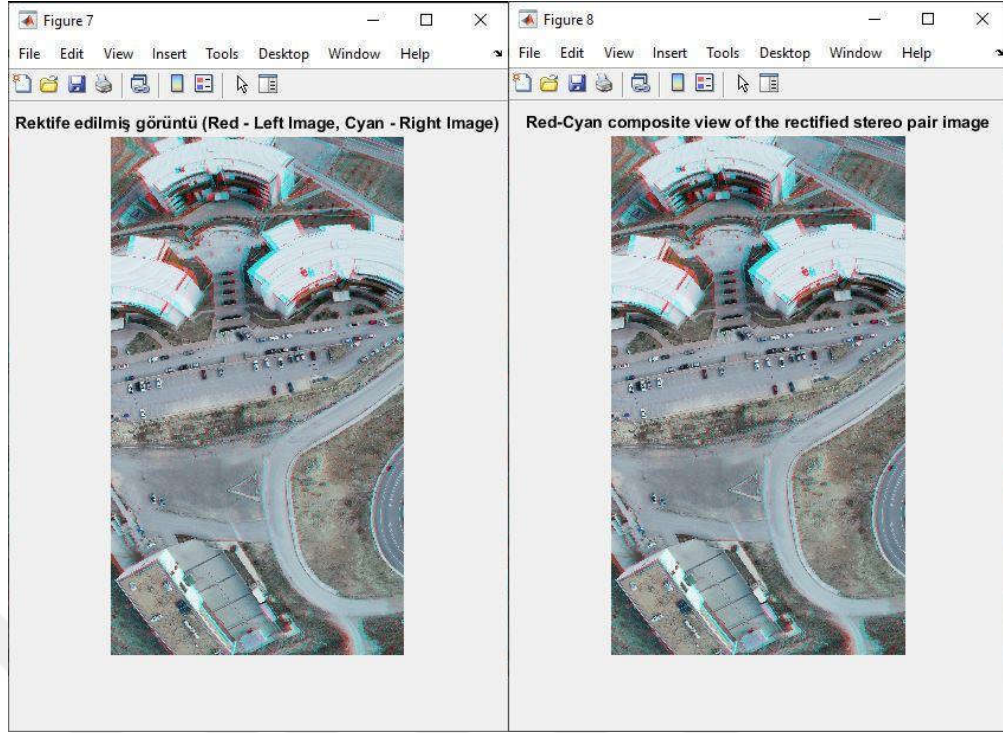 Figure 7
File Edit View Insert Tools Desktop Window Help
Rektife edilmiş görüntü (Red - Left Image, Cyan - Right Image)
Figure 8
File Edit View Insert Tools Desktop Window Help
Red-Cyan composite view of the rectified stereo pair image